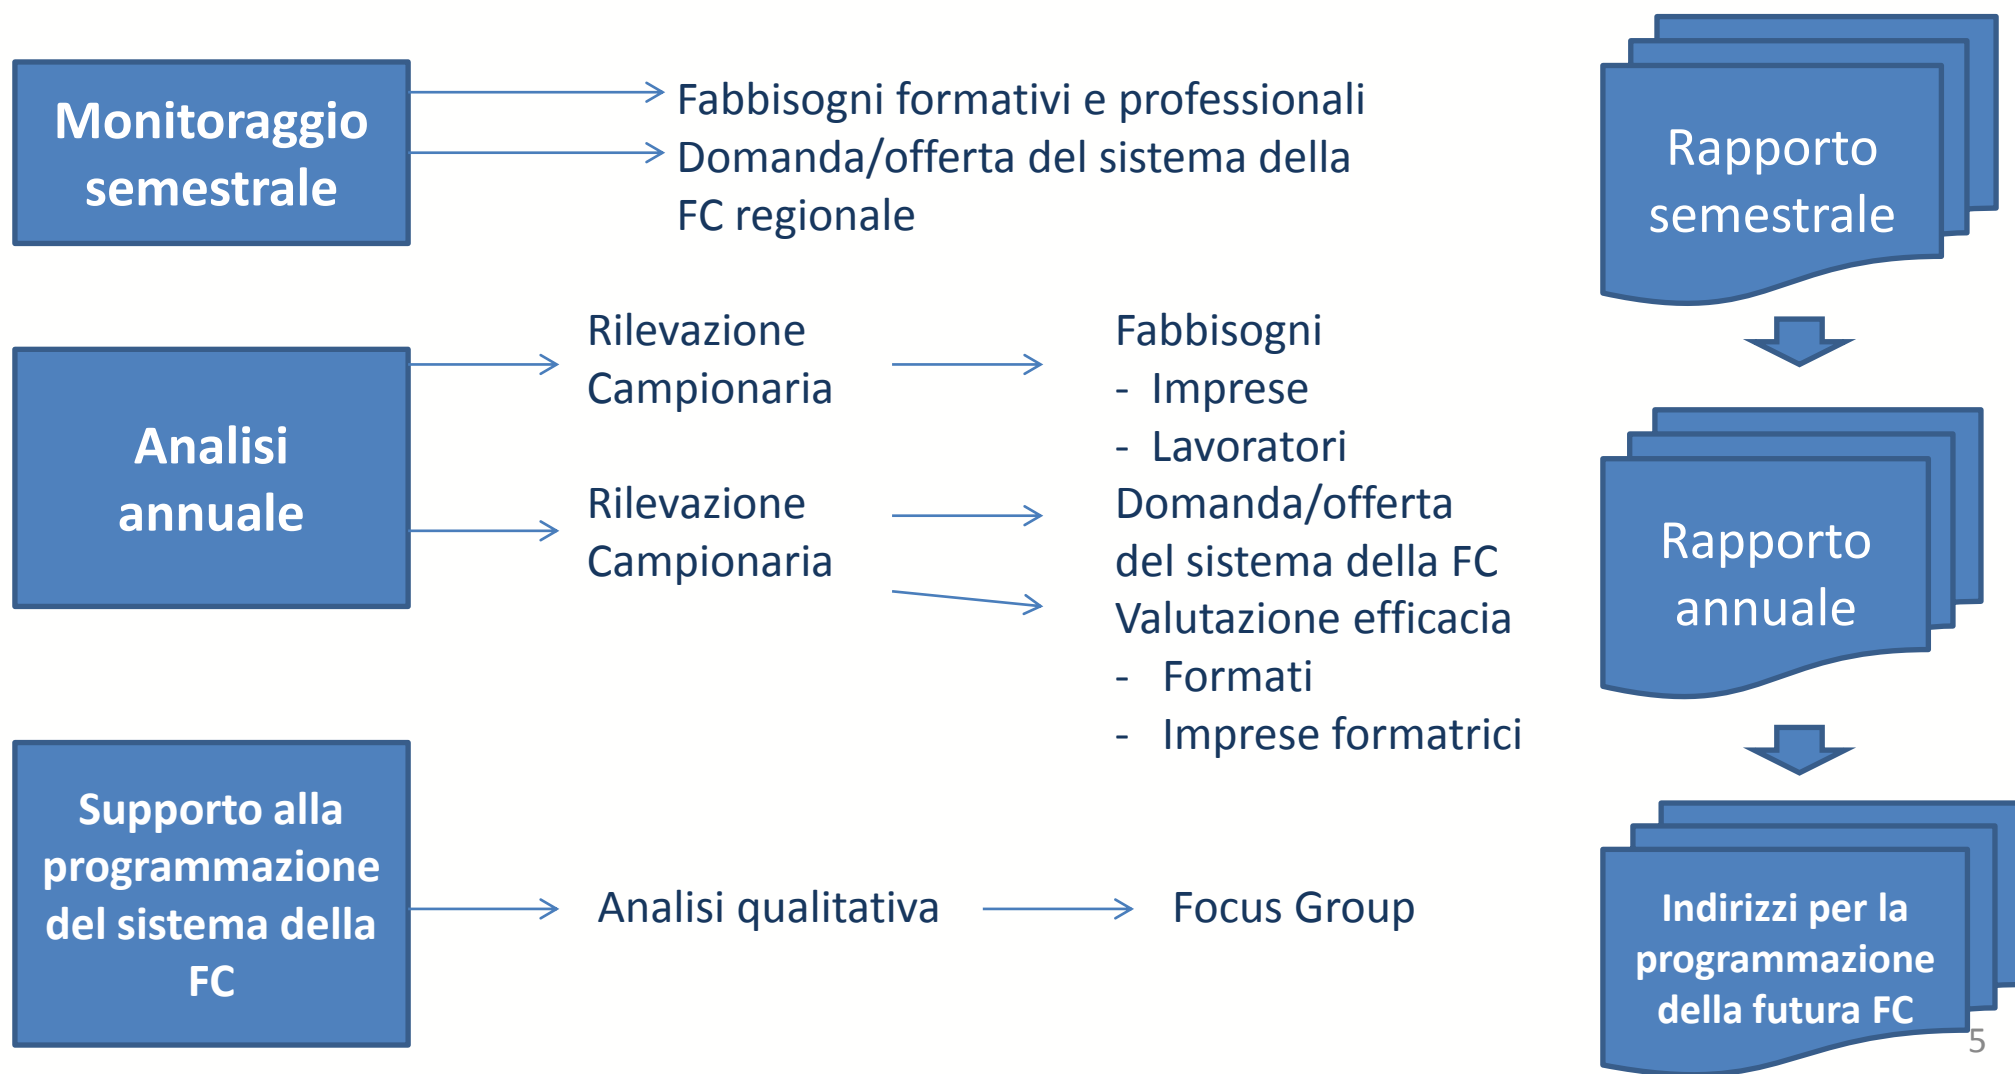 Monitoraggio
semestrale
Fabbisogni formativi e professionali
Domanda/offerta del sistema della
FC regionale
Rapporto
semestrale
Analisi
annuale
Rilevazione
Campionaria
Rilevazione
Campionaria
Fabbisogni
- Imprese
- Lavoratori
Domanda/offerta
del sistema della FC
Valutazione efficacia
- Formati
- Imprese formatrici
Rapporto
annuale
Supporto alla
programmazione
del sistema della
FC
Analisi qualitativa
Focus Group
Indirizzi per la
programmazione
della futura FC
5